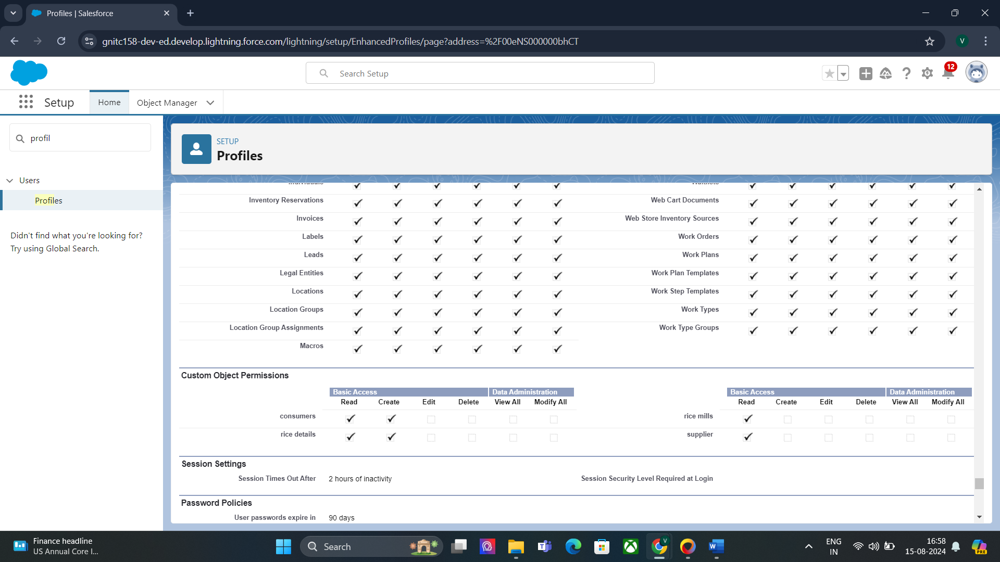 Profiles | Salesforce
gnitc158-dev-ed.develop.lightning.force.com/lightning/setup/EnhancedProfiles/page?address=%2F00eNS000000bhCT
V
Search Setup
12
Setup
Home
Object Manager
profil
Users
Profiles
Didn't find what you're looking for?
Try using Global Search.
SETUP
Profiles
Inventory Reservations
Web Cart Documents
Invoices
Web Store Inventory Sources
Labels
Work Orders
Leads
Work Plans
Legal Entities
Work Plan Templates
Locations
Work Step Templates
Location Groups
Work Types
Location Group Assignments
Work Type Groups
Macros
Custom Object Permissions
Basic Access Data Administration Basic Access Data Administration
Read Create Edit Delete View All Modify All Read Create Edit Delete View All Modify All
consumers rice mills
rice details supplier
Session Settings
Session Times Out After 2 hours of inactivity Session Security Level Required at Login
Password Policies
User passwords expire in 90 days
Finance headline
US Annual Core I...
Search
ENG
IN
16:58
15-08-2024
PRE